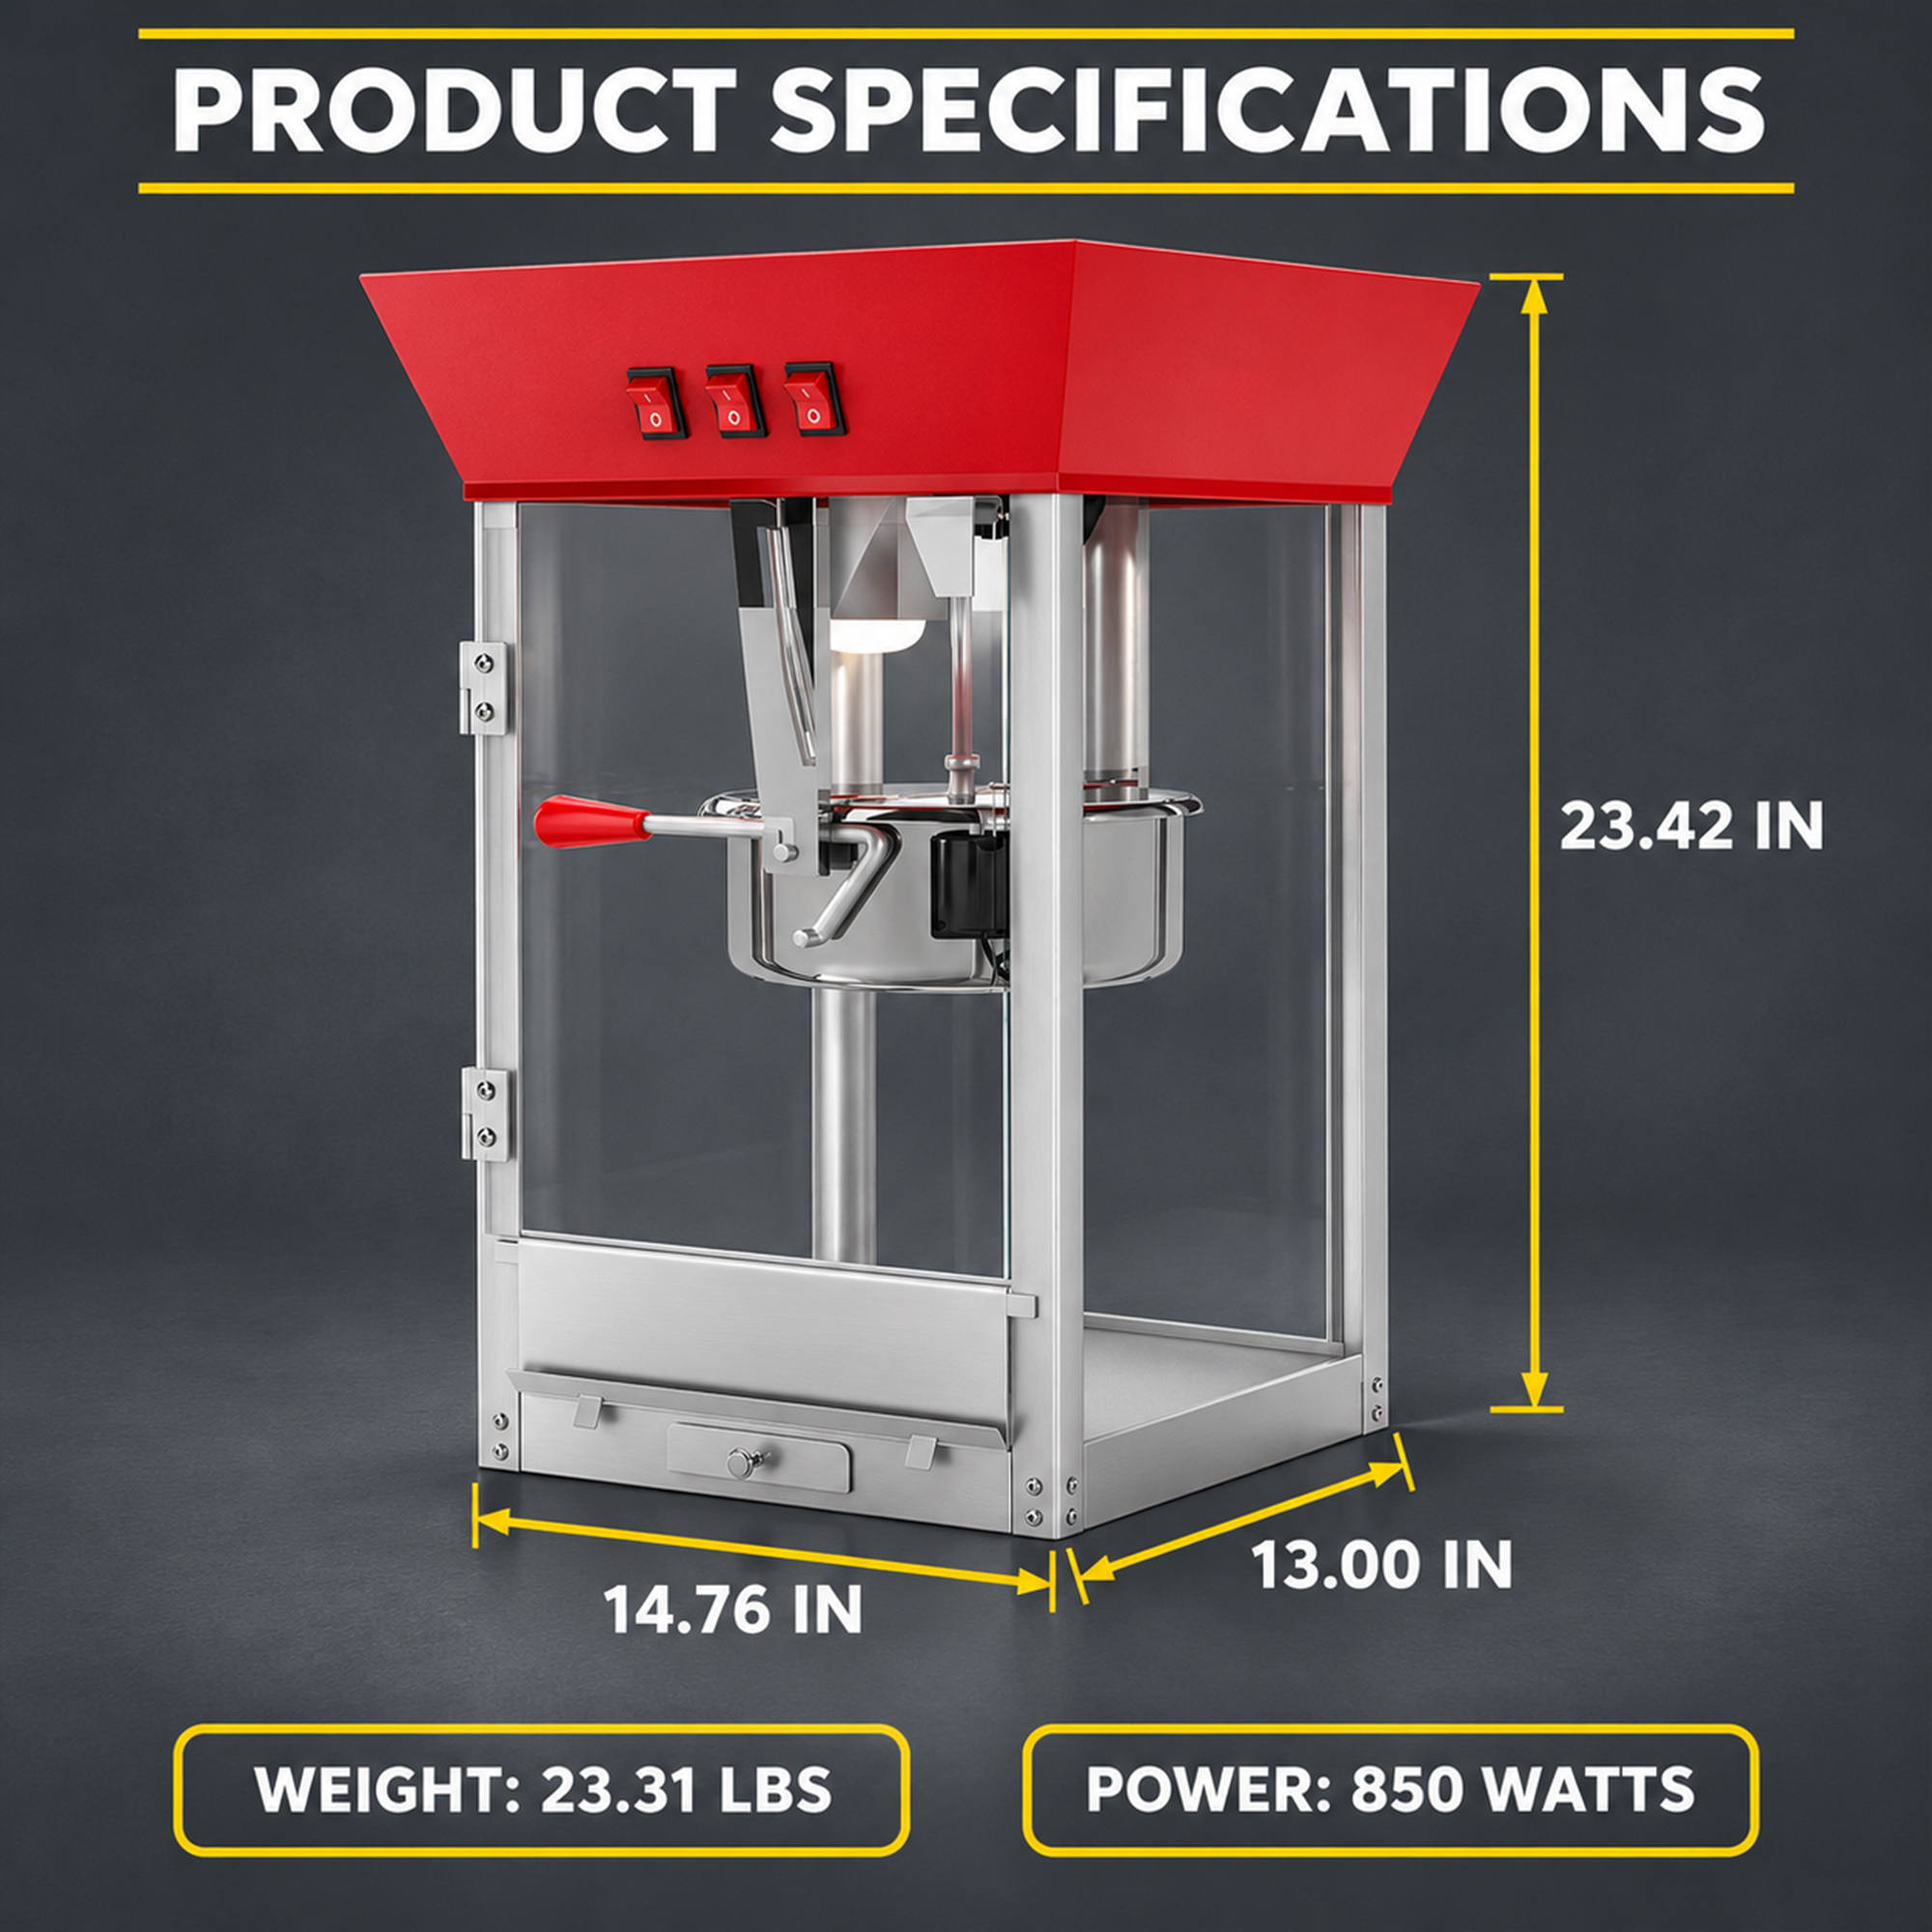 PRODUCT SPECIFICATIONS
23.42 IN
13.00 IN
14.76 IN
WEIGHT: 23.31 LBS
POWER: 850 WATTS